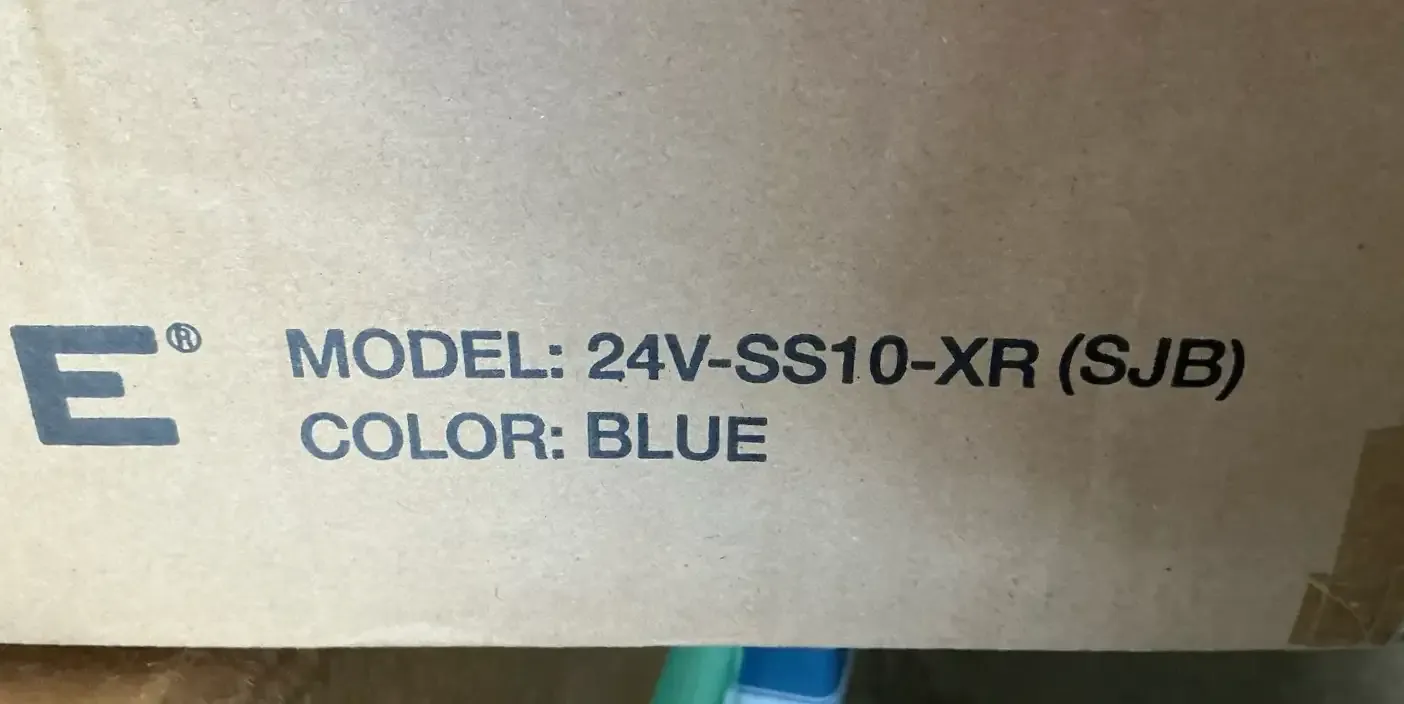 E® MODEL: 24V-SS10-XR (SJB)
COLOR: BLUE